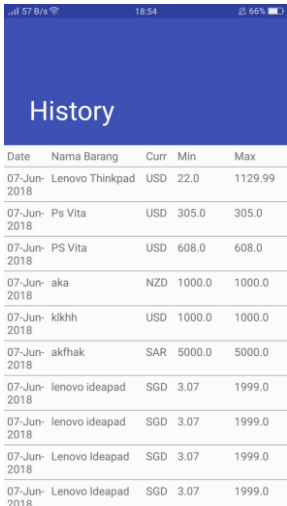 57 B/s 18:54 66%
History
Date Nama Barang Curr Min Max
07-Jun- Lenovo Thinkpad USD 22.0 1129.99
2018
07-Jun- Ps Vita USD 305.0 305.0
2018
07-Jun- PS Vita USD 608.0 608.0
2018
07-Jun- aka NZD 1000.0 1000.0
2018
07-Jun- klkhh USD 1000.0 1000.0
2018
07-Jun- akfhak SAR 5000.0 5000.0
2018
07-Jun- lenovo ideapad SGD 3.07 1999.0
2018
07-Jun- lenovo ideapad SGD 3.07 1999.0
2018
07-Jun- Lenovo Ideapad SGD 3.07 1999.0
2018
07-Jun- Lenovo Ideapad SGD 3.07 1999.0
2018